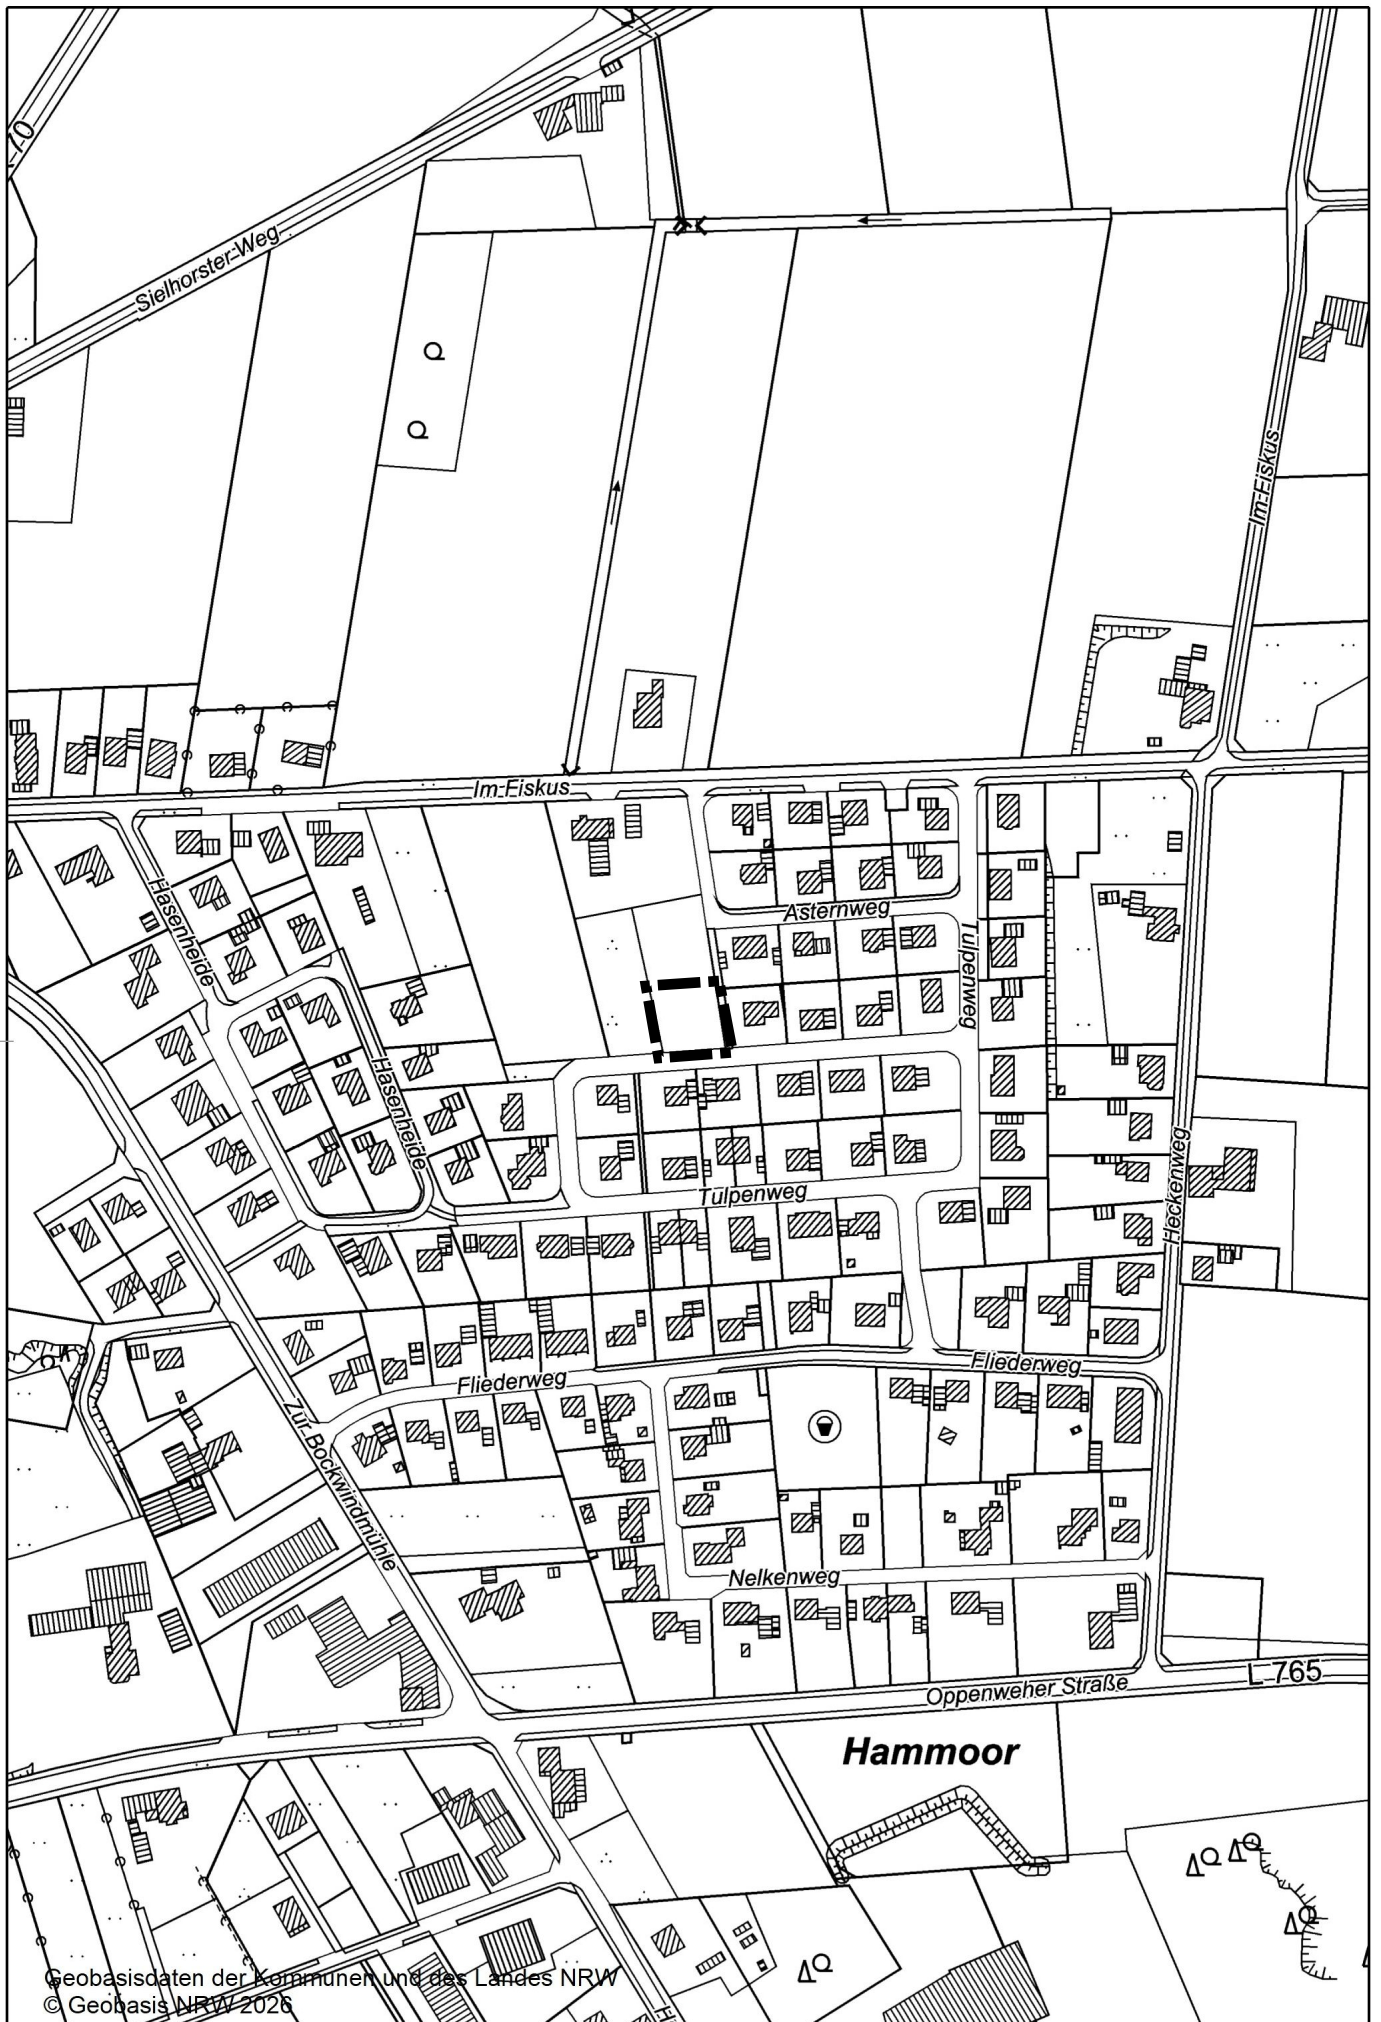 70
Sielhorster Weg
Im Fiskus
Im Fiskus
Hasenheide
Asternweg
Tulpenweg
Hasenheide
Tulpenweg
Heckenweg
Fliederweg
Fliederweg
Zur Bockwindmühle
Nelkenweg
L 765
Oppenweher Straße
Hammoor
Geobasisdaten der Kommunen und des Landes NRW
© Geobasis NRW 2026